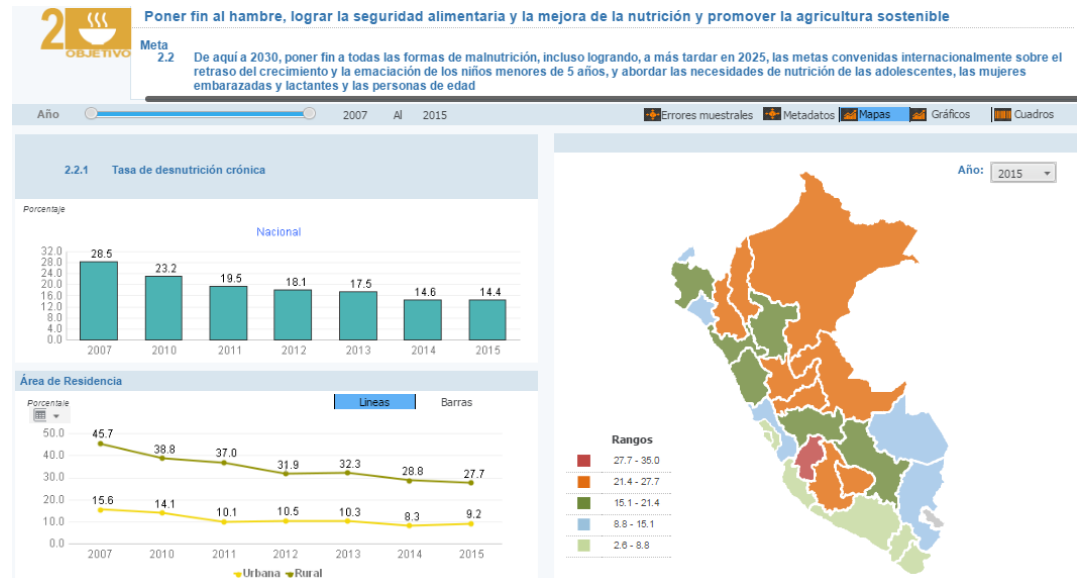 2
OBJETIVO
Poner fin al hambre, lograr la seguridad alimentaria y la mejora de la nutrición y promover la agricultura sostenible
Meta
2.2 De aquí a 2030, poner fin a todas las formas de malnutrición, incluso logrando, a más tardar en 2025, las metas convenidas internacionalmente sobre el
retraso del crecimiento y la emaciación de los niños menores de 5 años, y abordar las necesidades de nutrición de las adolescentes, las mujeres
embarazadas y lactantes y las personas de edad
Año 2007 Al 2015
Errores muestrales Metadatos Mapas Gráficos Cuadros
2.2.1 Tasa de desnutrición crónica
Porcentaje
Nacional
32.0
28.0
24.0
20.0
16.0
12.0
8.0
4.0
0.0
28.5 23.2 19.5 18.1 17.5 14.6 14.4
2007 2010 2011 2012 2013 2014 2015
Área de Residencia
Porcentaje
Lineas Barras
50.0
40.0
30.0
20.0
10.0
0.0
45.7 38.8 37.0 31.9 32.3 28.8 27.7
15.6 14.1 10.1 10.5 10.3 8.3 9.2
2007 2010 2011 2012 2013 2014 2015
Urbana Rural
Año: 2015
Rangos
27.7 - 35.0
21.4 - 27.7
15.1 - 21.4
8.8 - 15.1
2.6 - 8.8